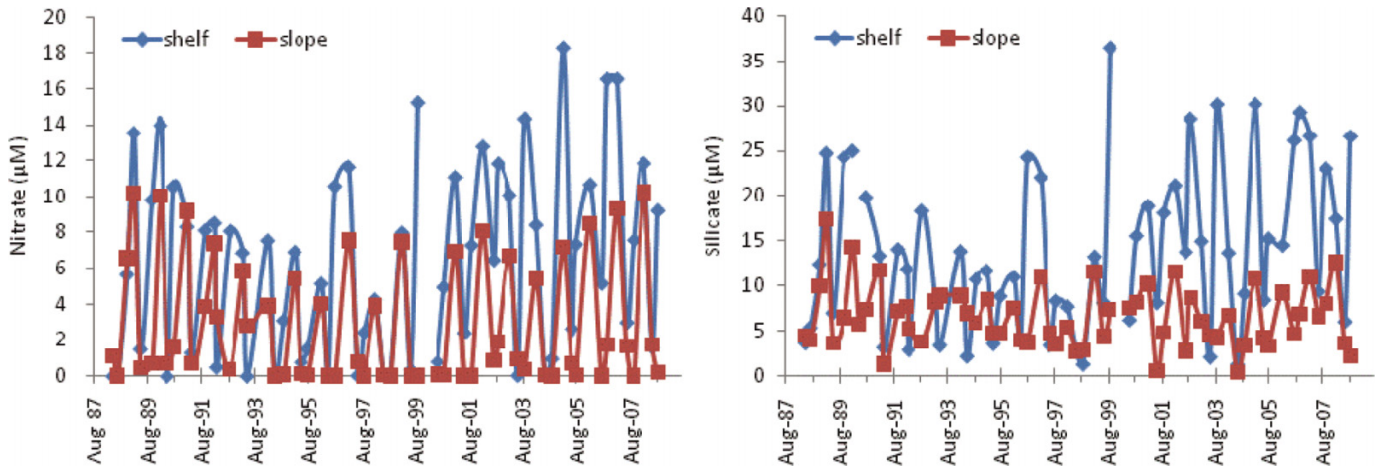 20
18
16
14
12
10
8
6
4
2
0
Nitrate (µM)
shelf
slope
Aug-87
Aug-89
Aug-91
Aug-93
Aug-95
Aug-97
Aug-99
Aug-01
Aug-03
Aug-05
Aug-07
40
35
30
25
20
15
10
5
0
Silicate (µM)
shelf
slope
Aug-87
Aug-89
Aug-91
Aug-93
Aug-95
Aug-97
Aug-99
Aug-01
Aug-03
Aug-05
Aug-07